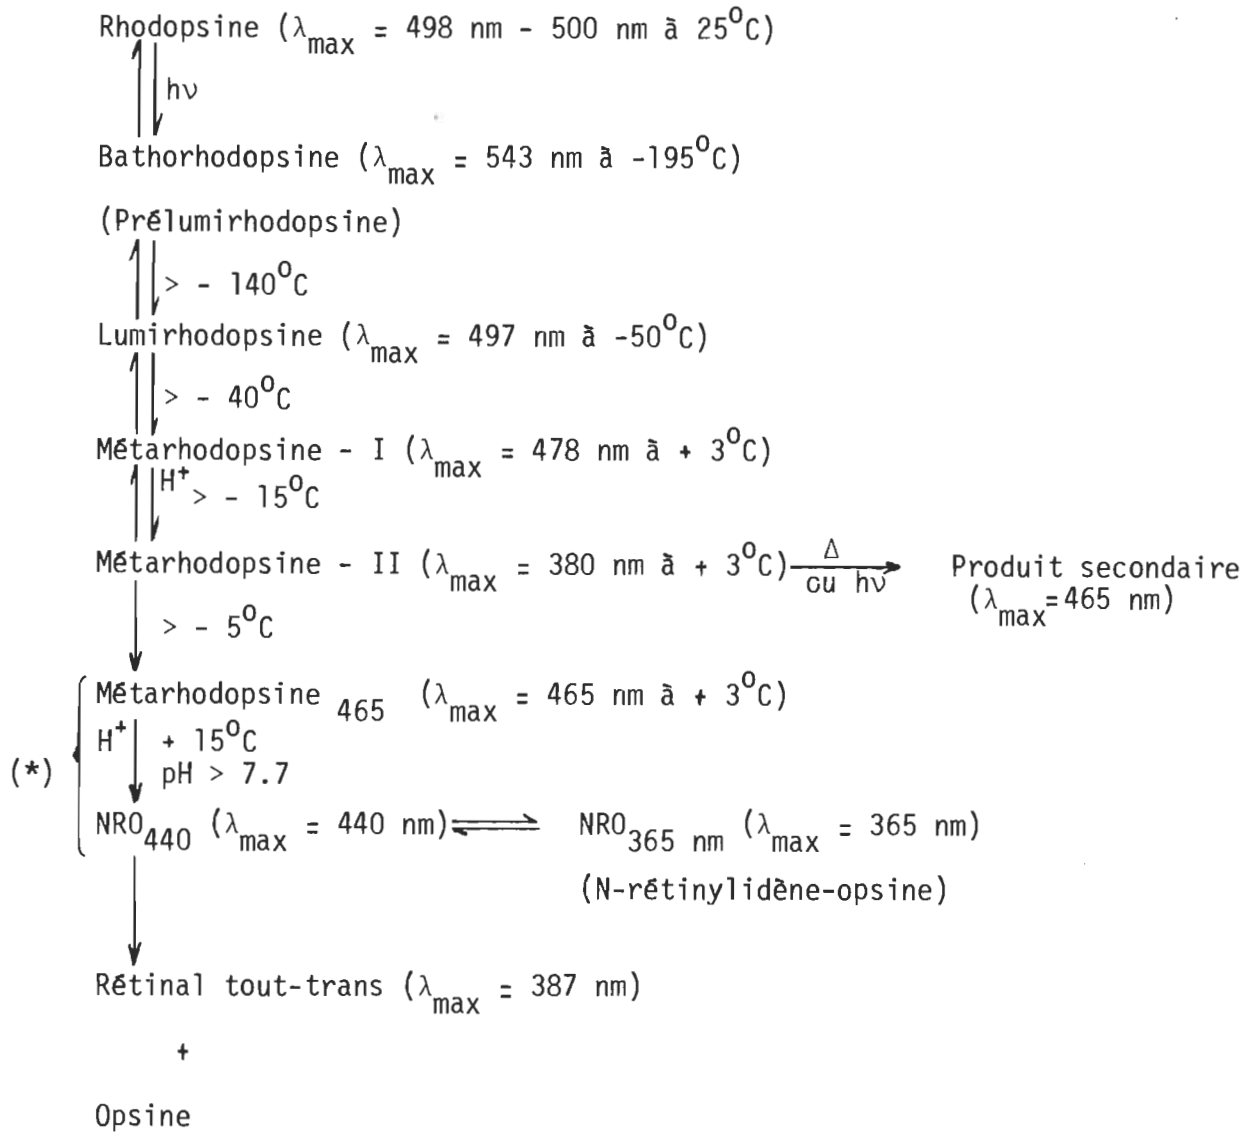 Rhodopsine (λmax = 498 nm - 500 nm à 25°C)
hν
Bathorhodopsine (λmax = 543 nm à -195°C)
(Prélumirhodopsine)
> - 140°C
Lumirhodopsine (λmax = 497 nm à -50°C)
> - 40°C
Métarhodopsine - I (λmax = 478 nm à + 3°C)
H+ > - 15°C
Métarhodopsine - II (λmax = 380 nm à + 3°C) Δ ou hν Produit secondaire
(λmax=465 nm)
> - 5°C
Métarhodopsine 465 (λmax = 465 nm à + 3°C)
H+ + 15°C
(*) pH > 7.7
NRO440 (λmax = 440 nm) NRO365 nm (λmax = 365 nm)
(N-rétinylidène-opsine)
Rétinal tout-trans (λmax = 387 nm)
+
Opsine